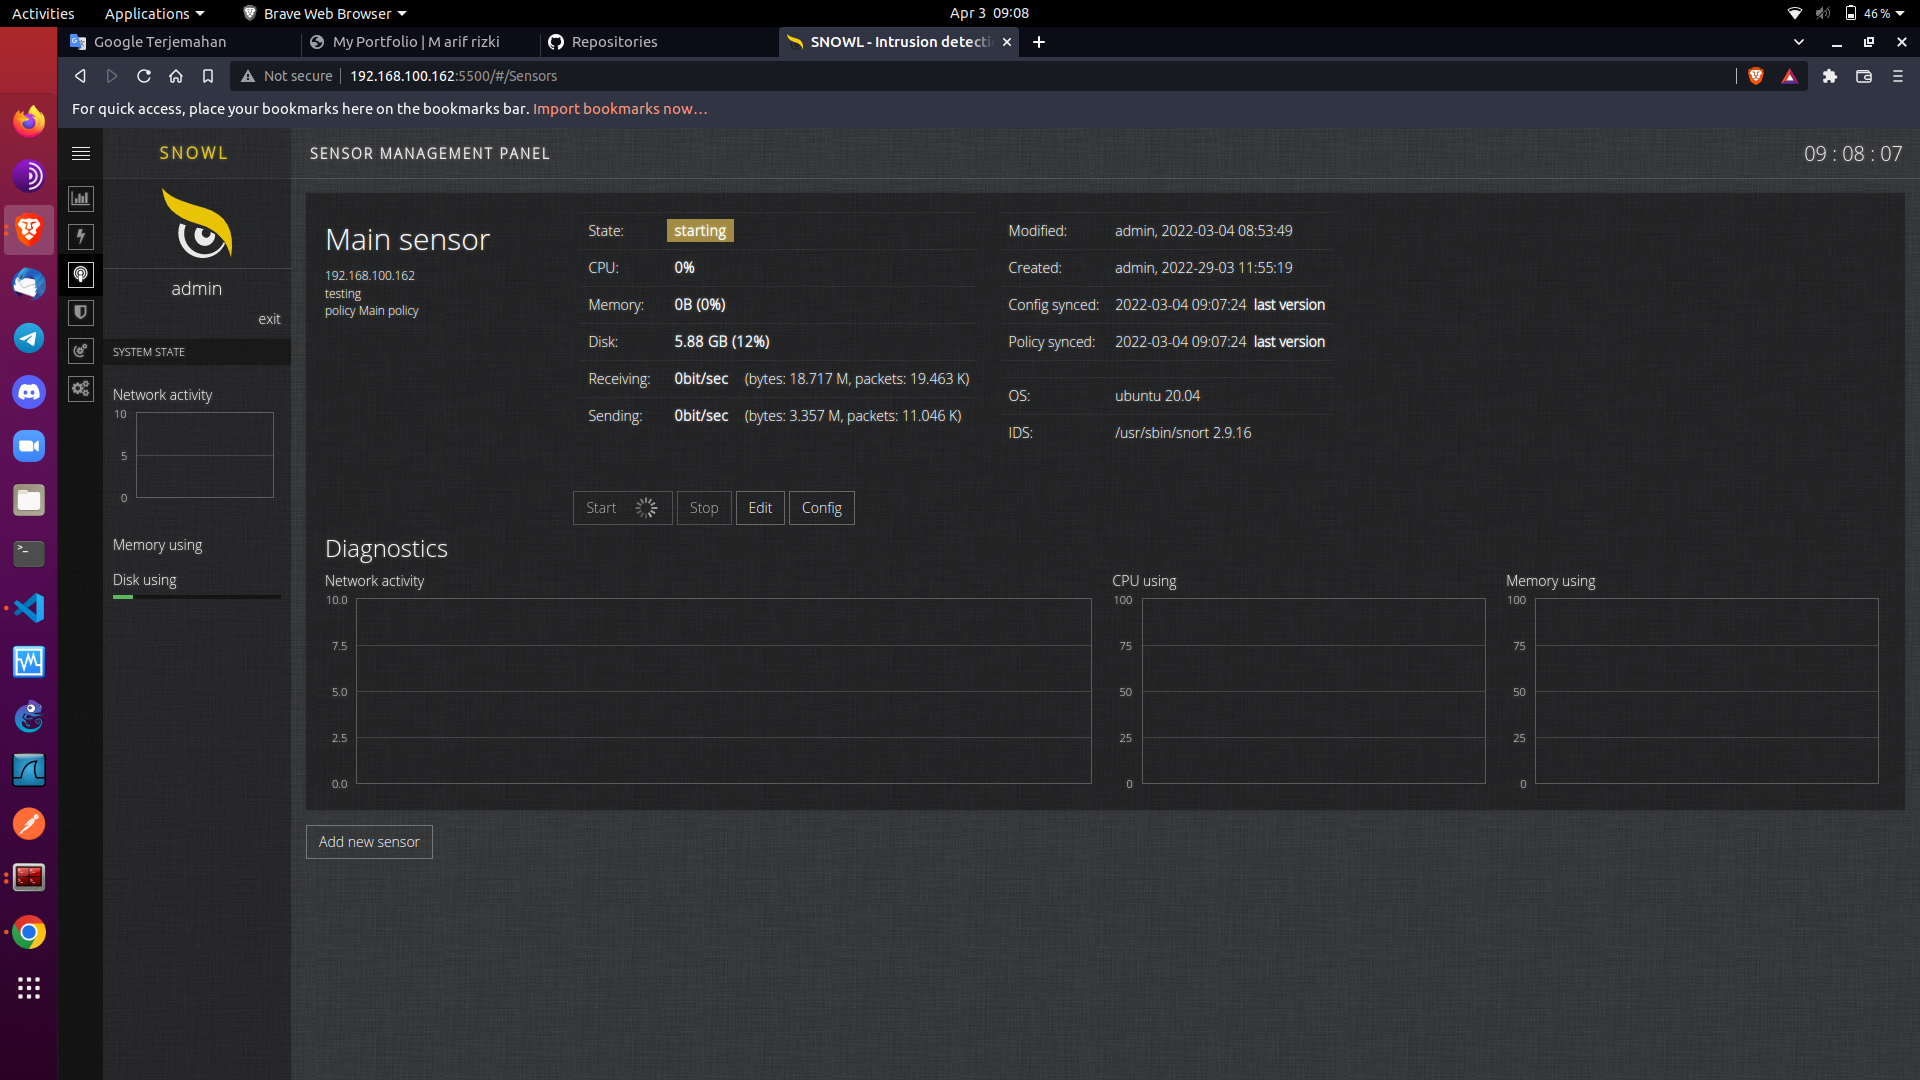 Activities Applications Brave Web Browser Apr 3 09:08 46 %
Google Terjemahan My Portfolio | M arif rizki Repositories SNOWL - Intrusion detecti
Not secure 192.168.100.162:5500/#/Sensors
For quick access, place your bookmarks here on the bookmarks bar. Import bookmarks now...
SNOWL
admin
exit
SYSTEM STATE
Network activity
10
5
0
Memory using
Disk using
SENSOR MANAGEMENT PANEL 09 : 08 : 07
Main sensor
192.168.100.162
testing
policy Main policy
State: starting
CPU: 0%
Memory: 0B (0%)
Disk: 5.88 GB (12%)
Receiving: 0bit/sec (bytes: 18.717 M, packets: 19.463 K)
Sending: 0bit/sec (bytes: 3.357 M, packets: 11.046 K)
Modified: admin, 2022-03-04 08:53:49
Created: admin, 2022-29-03 11:55:19
Config synced: 2022-03-04 09:07:24 last version
Policy synced: 2022-03-04 09:07:24 last version
OS: ubuntu 20.04
IDS: /usr/sbin/snort 2.9.16
Start Stop Edit Config
Diagnostics
Network activity
10.0
7.5
5.0
2.5
0.0
CPU using
100
75
50
25
0
Memory using
100
75
50
25
0
Add new sensor